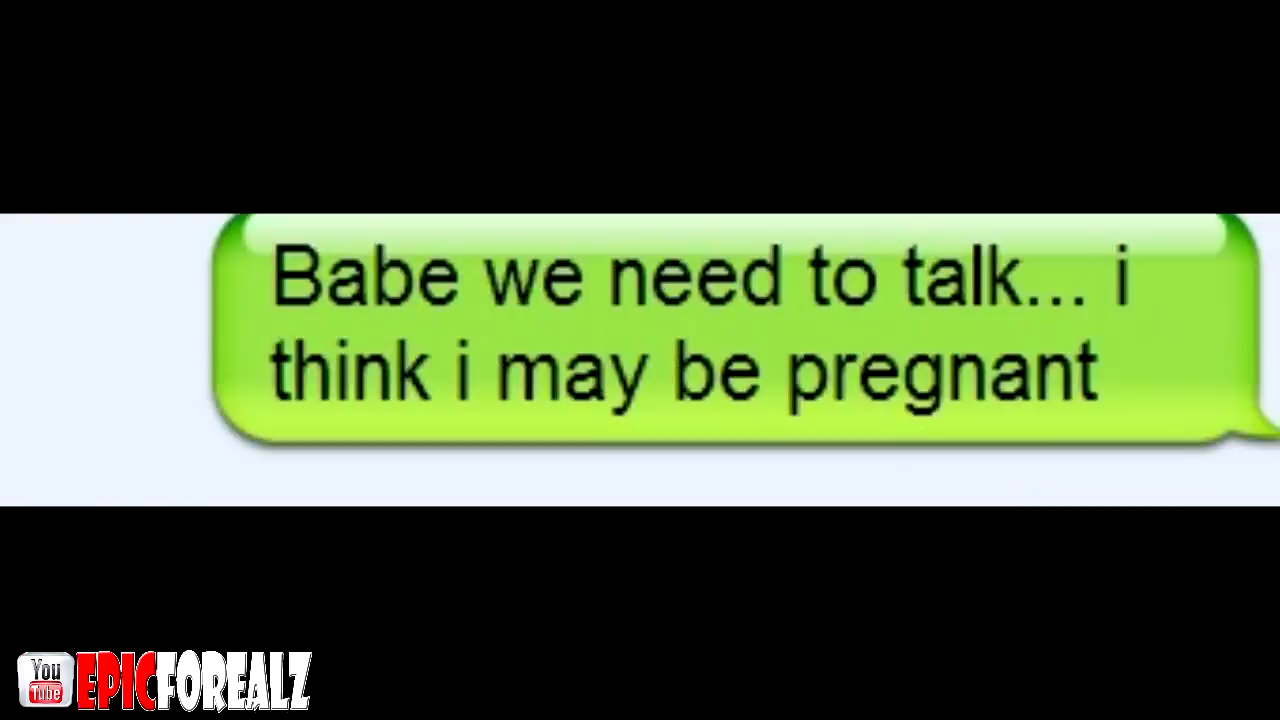 Babe we need to talk... i
think i may be pregnant
You
Tube
EPICFOREALZ